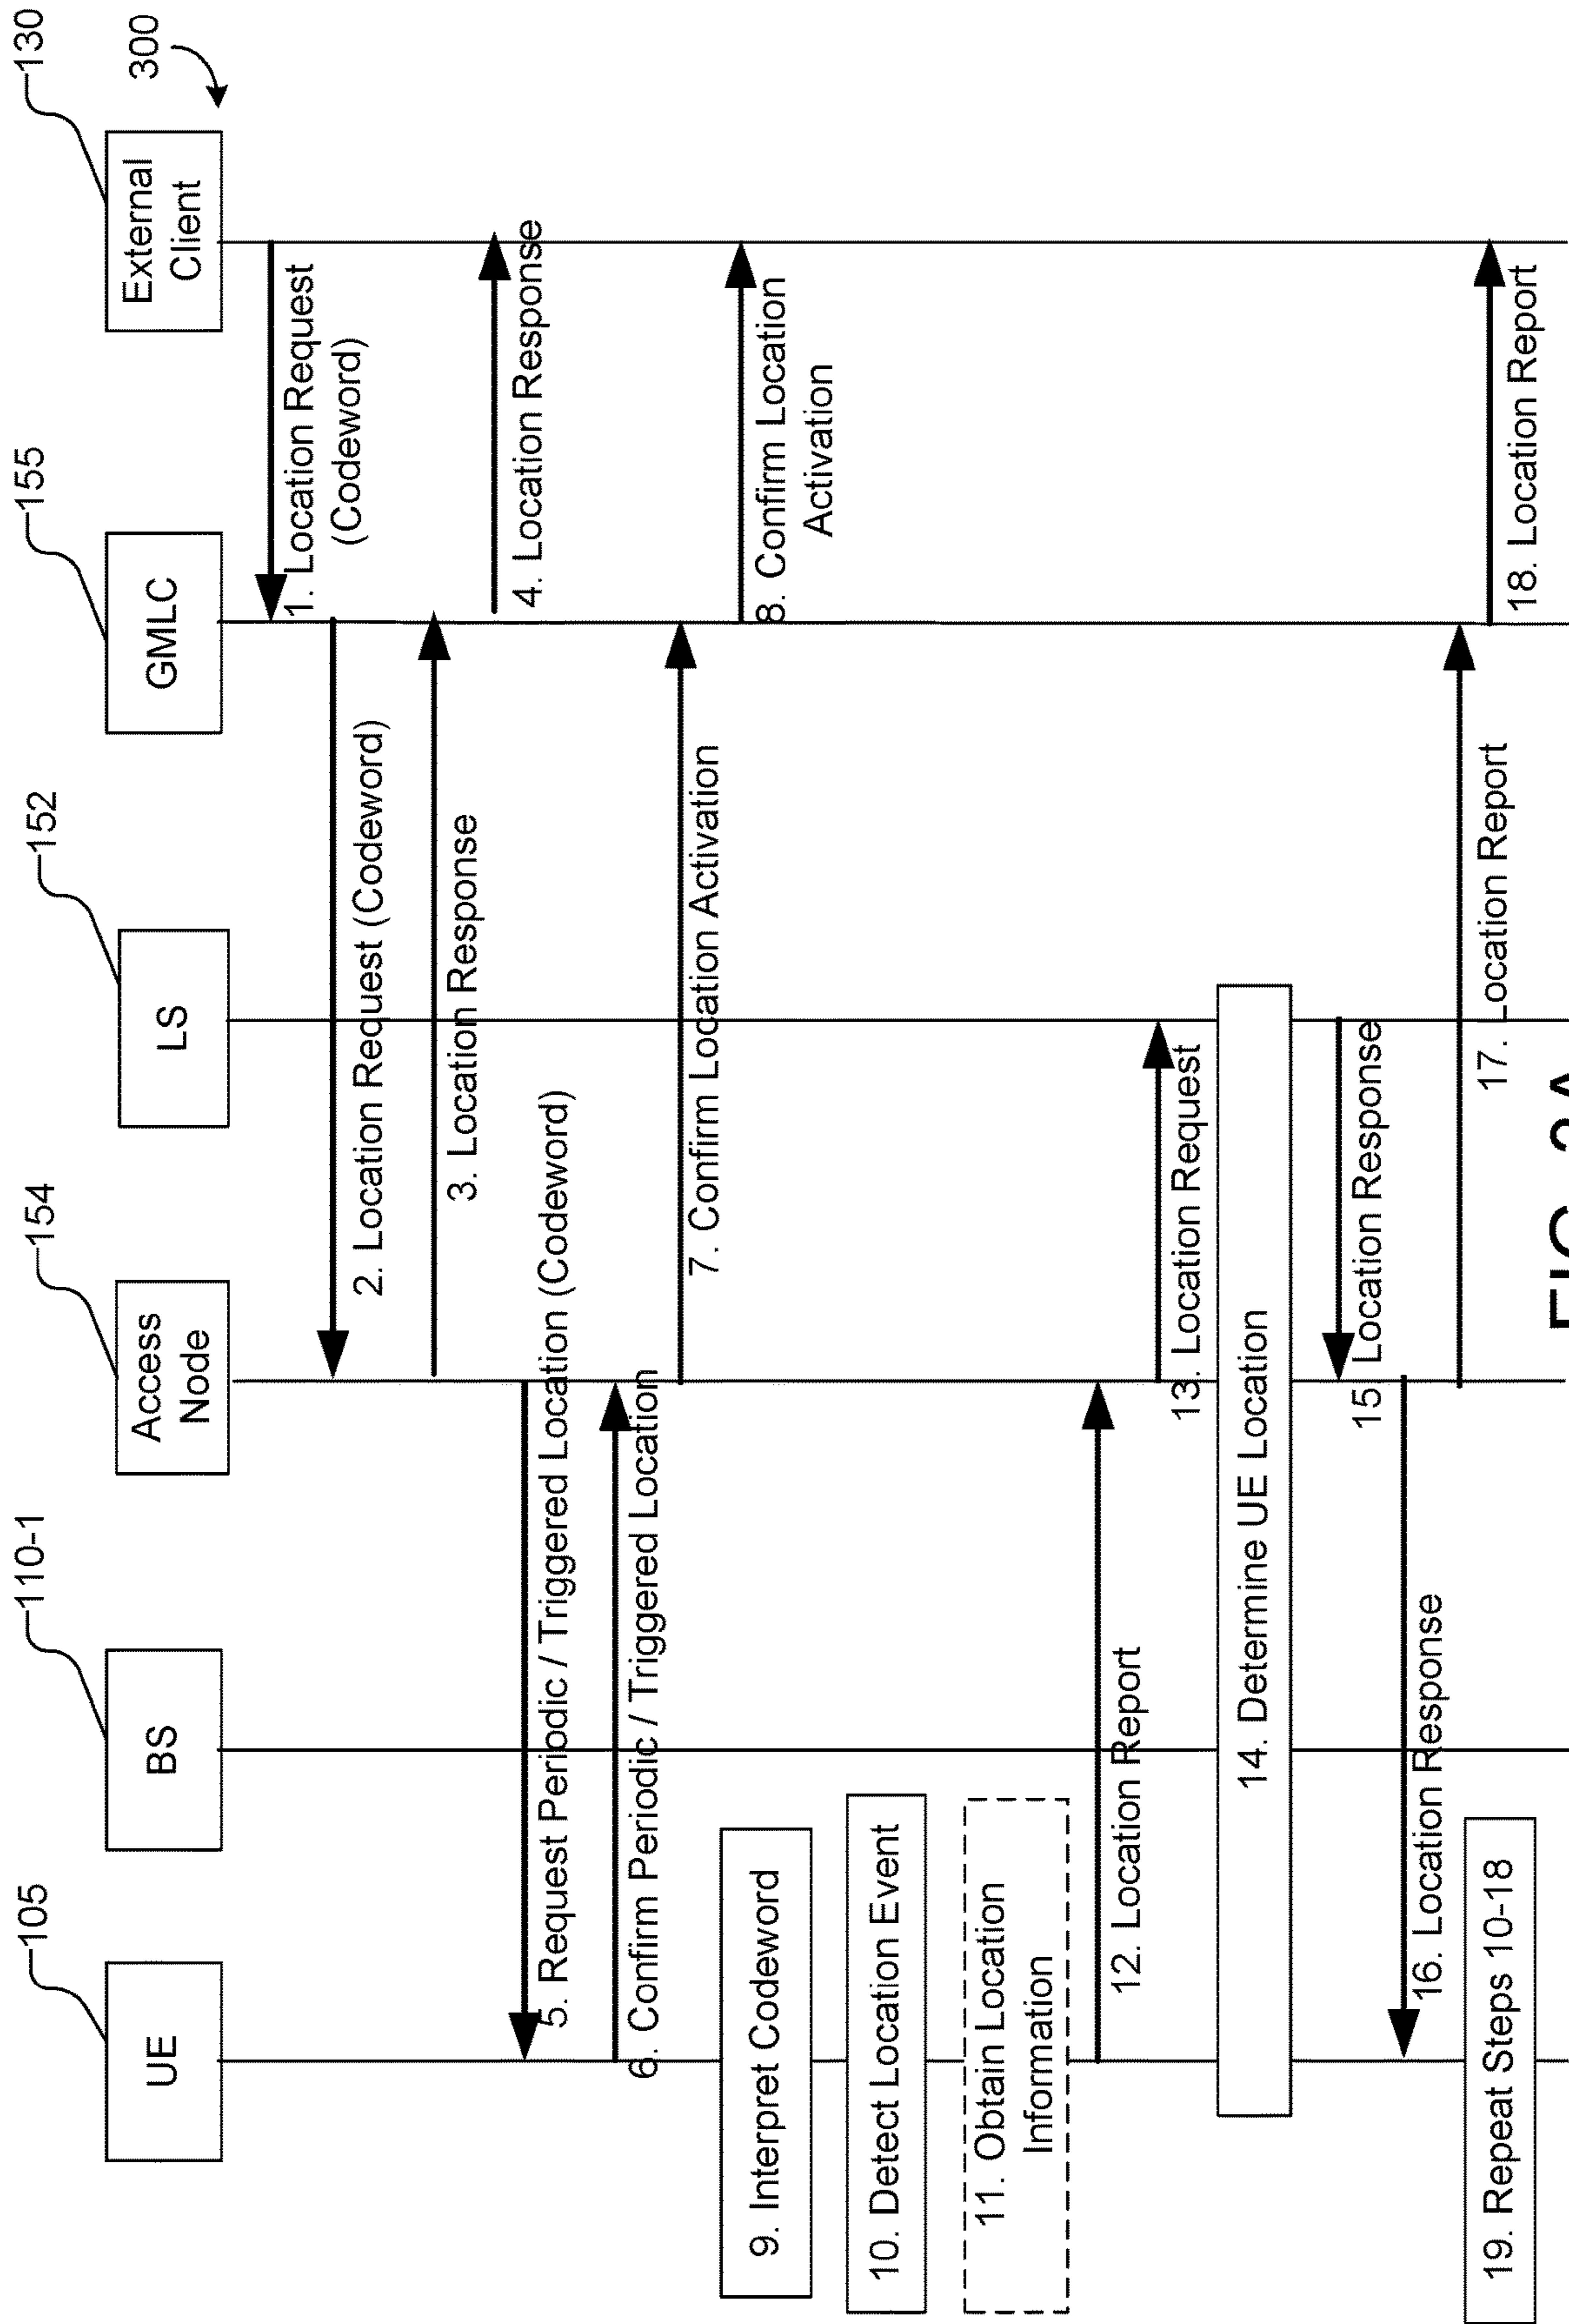 105
110-1
154
152
155
130
300
UE
BS
Access
Node
LS
GMLC
External
Client
1. Location Request
(Codeword)
2. Location Request (Codeword)
3. Location Response
4. Location Response
5. Request Periodic / Triggered Location (Codeword)
6. Confirm Periodic / Triggered Location
7. Confirm Location Activation
8. Confirm Location
Activation
9. Interpret Codeword
10. Detect Location Event
11. Obtain Location
Information
12. Location Report
13. Location Request
14. Determine UE Location
15. Location Response
16. Location Response
17. Location Report
18. Location Report
19. Repeat Steps 10-18